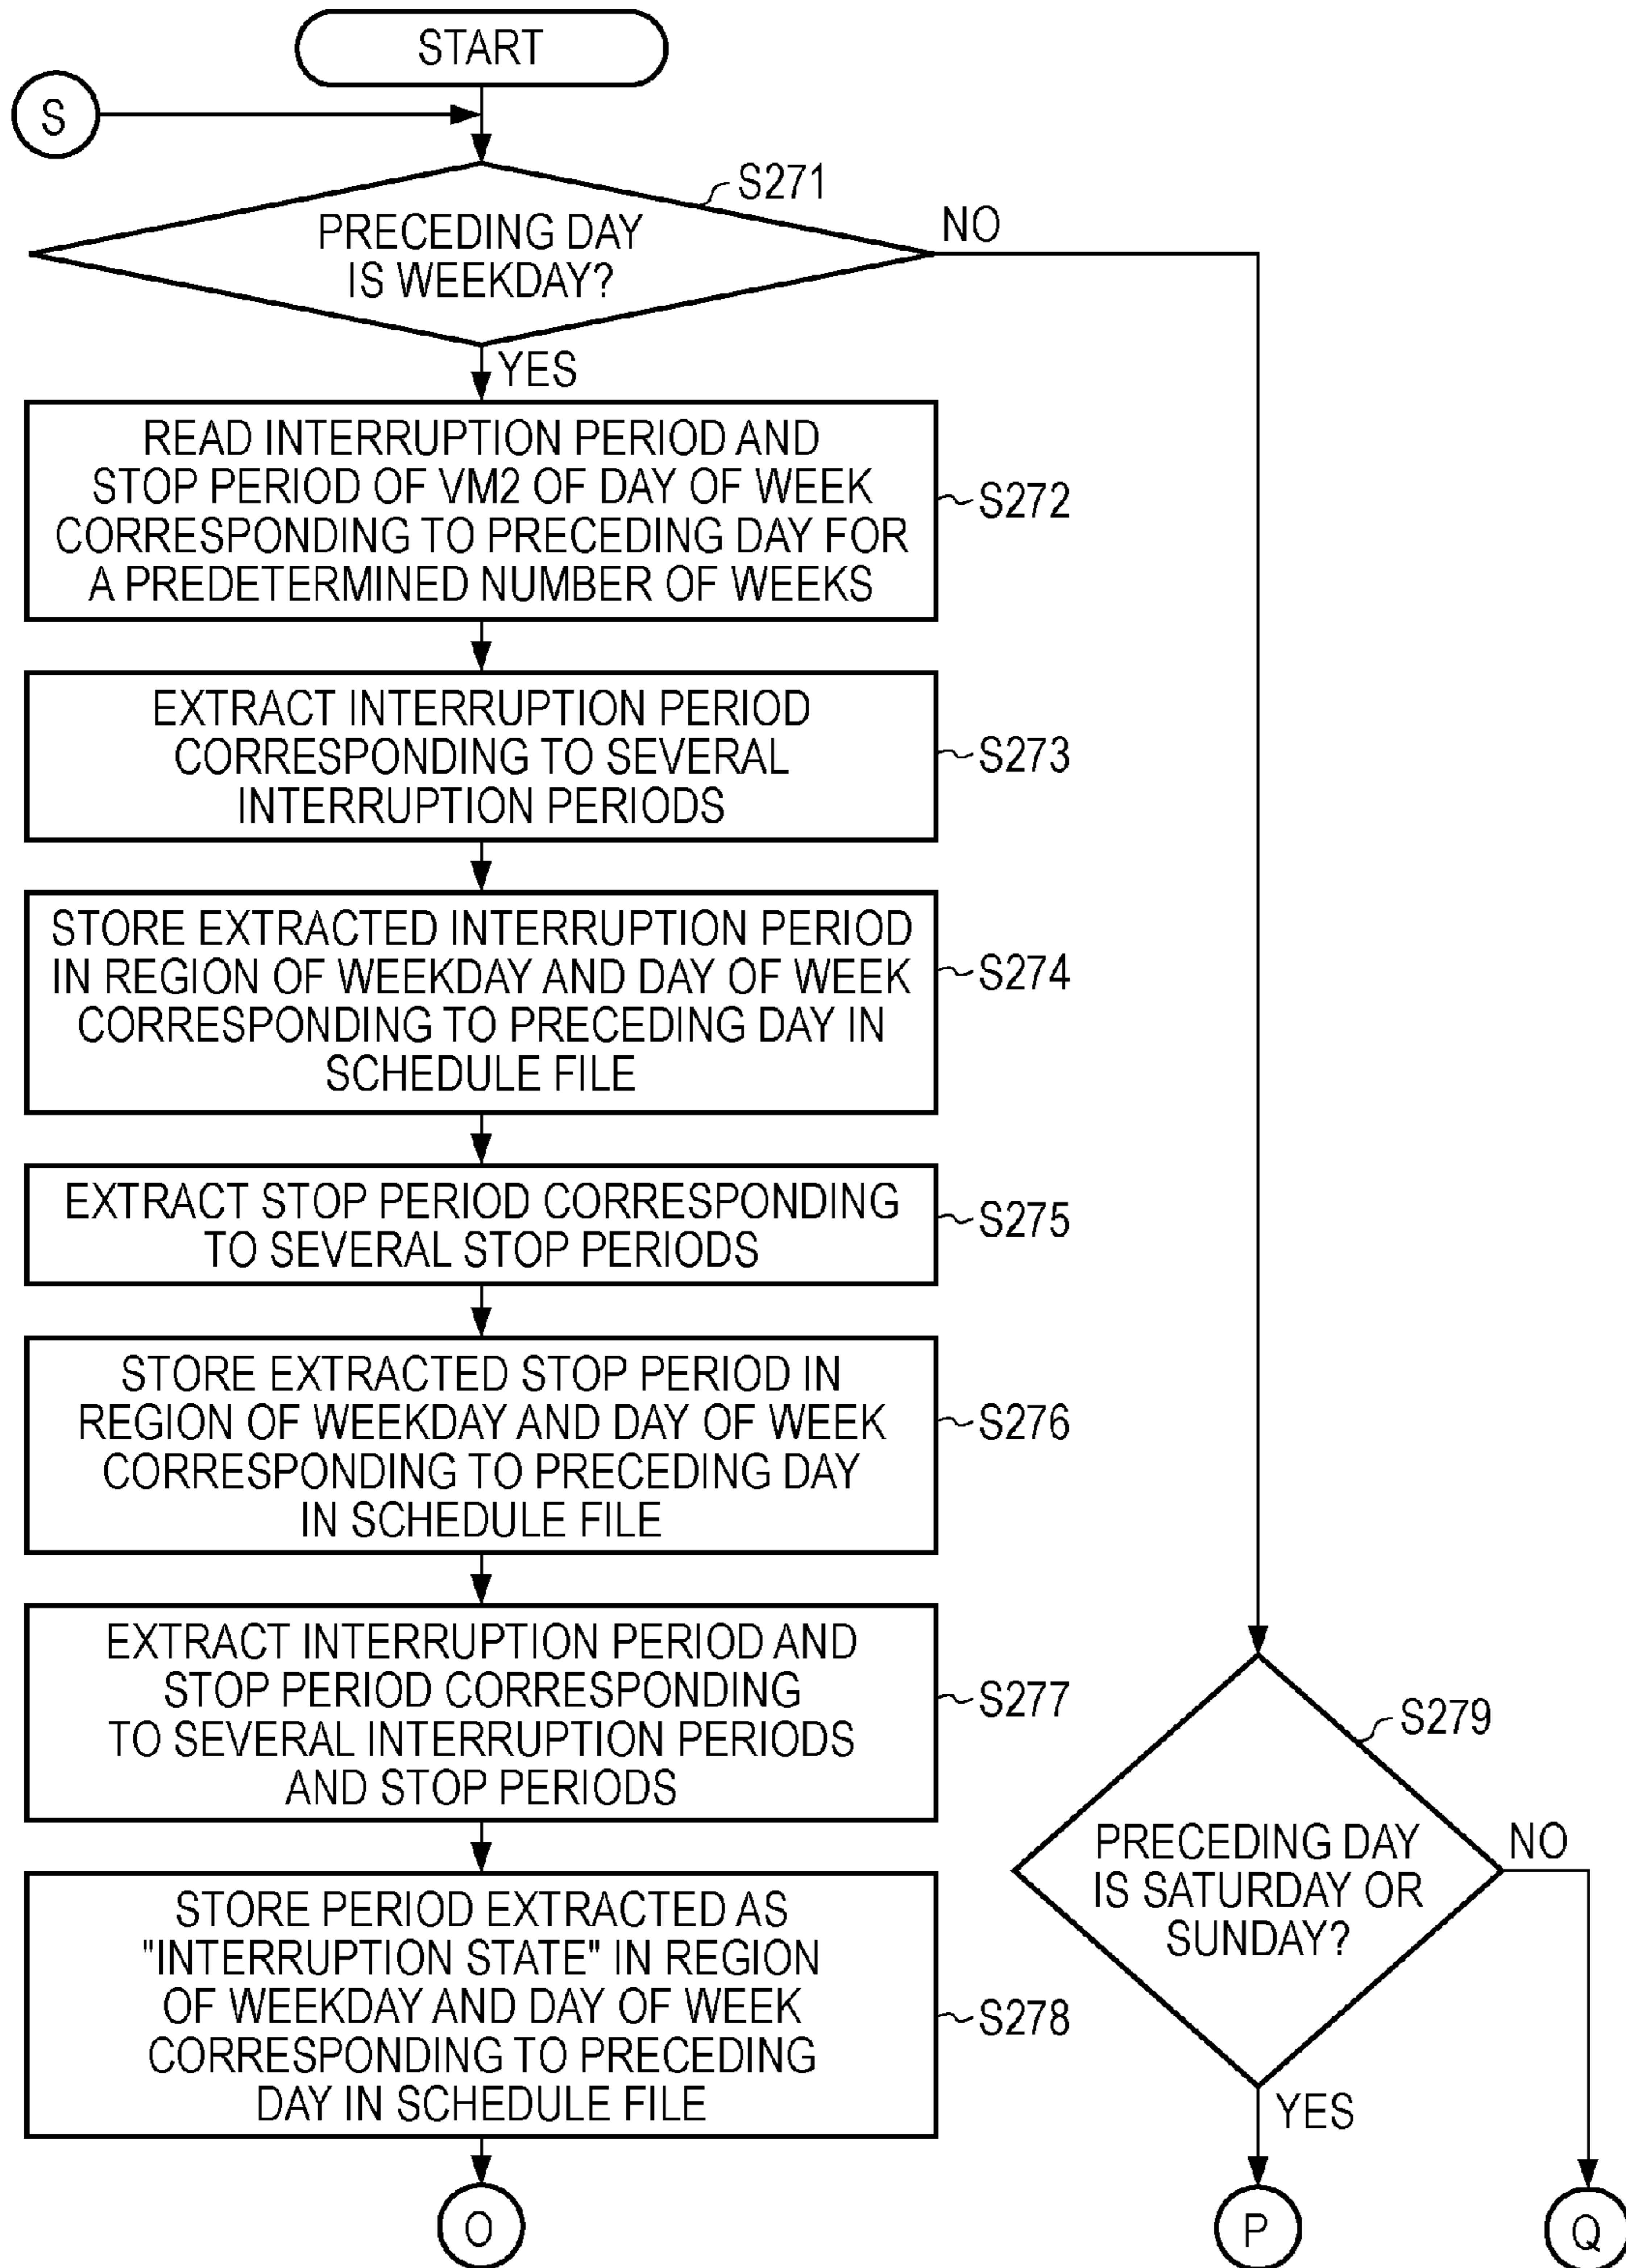 START
S
S271
PRECEDING DAY
IS WEEKDAY?
NO
YES
READ INTERRUPTION PERIOD AND
STOP PERIOD OF VM2 OF DAY OF WEEK
CORRESPONDING TO PRECEDING DAY FOR
A PREDETERMINED NUMBER OF WEEKS
S272
EXTRACT INTERRUPTION PERIOD
CORRESPONDING TO SEVERAL
INTERRUPTION PERIODS
S273
STORE EXTRACTED INTERRUPTION PERIOD
IN REGION OF WEEKDAY AND DAY OF WEEK
CORRESPONDING TO PRECEDING DAY IN
SCHEDULE FILE
S274
EXTRACT STOP PERIOD CORRESPONDING
TO SEVERAL STOP PERIODS
S275
STORE EXTRACTED STOP PERIOD IN
REGION OF WEEKDAY AND DAY OF WEEK
CORRESPONDING TO PRECEDING DAY
IN SCHEDULE FILE
S276
EXTRACT INTERRUPTION PERIOD AND
STOP PERIOD CORRESPONDING
TO SEVERAL INTERRUPTION PERIODS
AND STOP PERIODS
S277
STORE PERIOD EXTRACTED AS
"INTERRUPTION STATE" IN REGION
OF WEEKDAY AND DAY OF WEEK
CORRESPONDING TO PRECEDING
DAY IN SCHEDULE FILE
S278
S279
PRECEDING DAY
IS SATURDAY OR
SUNDAY?
NO
YES
O
P
Q